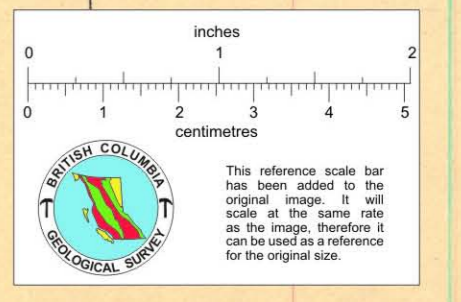 inches
0 1 2
0 1 2 3 4 5
centimetres
BRITISH COLUMBIA
GEOLOGICAL SURVEY
This reference scale bar
has been added to the
original image. It will
scale at the same rate
as the image, therefore it
can be used as a reference
for the original size.